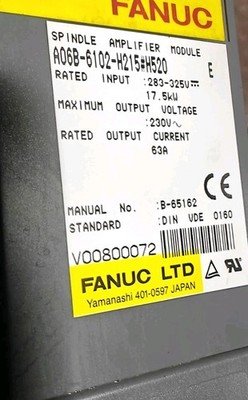 FANUC
SPINDLE AMPLIFIER MODULE
A06B-6102-H215#H520 E
RATED INPUT :283-325V⎓
17.5kW
MAXIMUM OUTPUT VOLTAGE
:230V~
RATED OUTPUT CURRENT
63A
CE
MANUAL No. :B-65162
STANDARD :DIN VDE 0160
V00800072
FANUC LTD
Yamanashi 401-0597 JAPAN